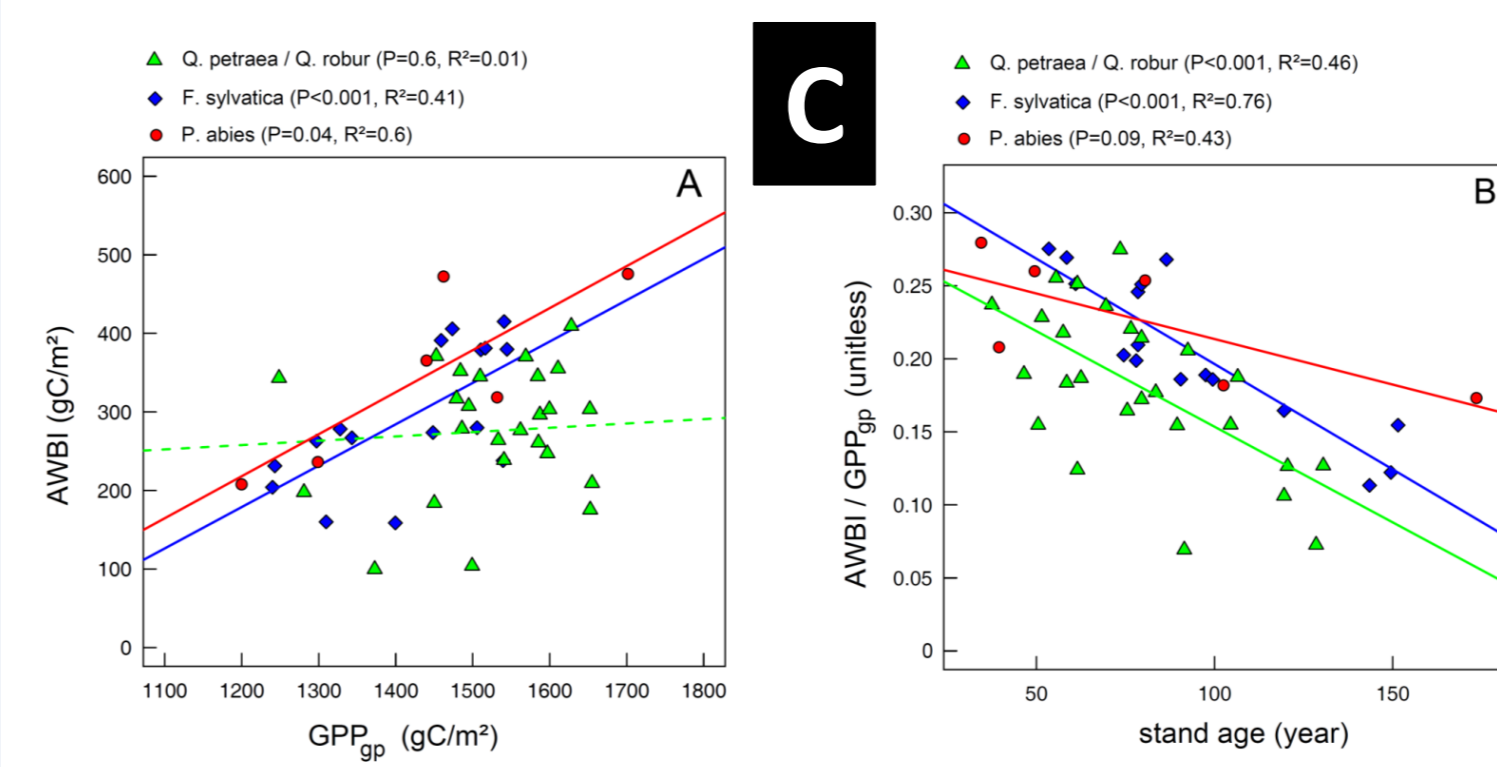 Q. petraea / Q. robur (P=0.6, R²=0.01)
F. sylvatica (P<0.001, R²=0.41)
P. abies (P=0.04, R²=0.6)
A
600
500
400
300
200
100
0
AWBI (gC/m²)
1100 1200 1300 1400 1500 1600 1700 1800
GPPgp (gC/m²)
C
Q. petraea / Q. robur (P<0.001, R²=0.46)
F. sylvatica (P<0.001, R²=0.76)
P. abies (P=0.09, R²=0.43)
B
0.30
0.25
0.20
0.15
0.10
0.05
0
AWBI / GPPgp (unitless)
50 100 150
stand age (year)